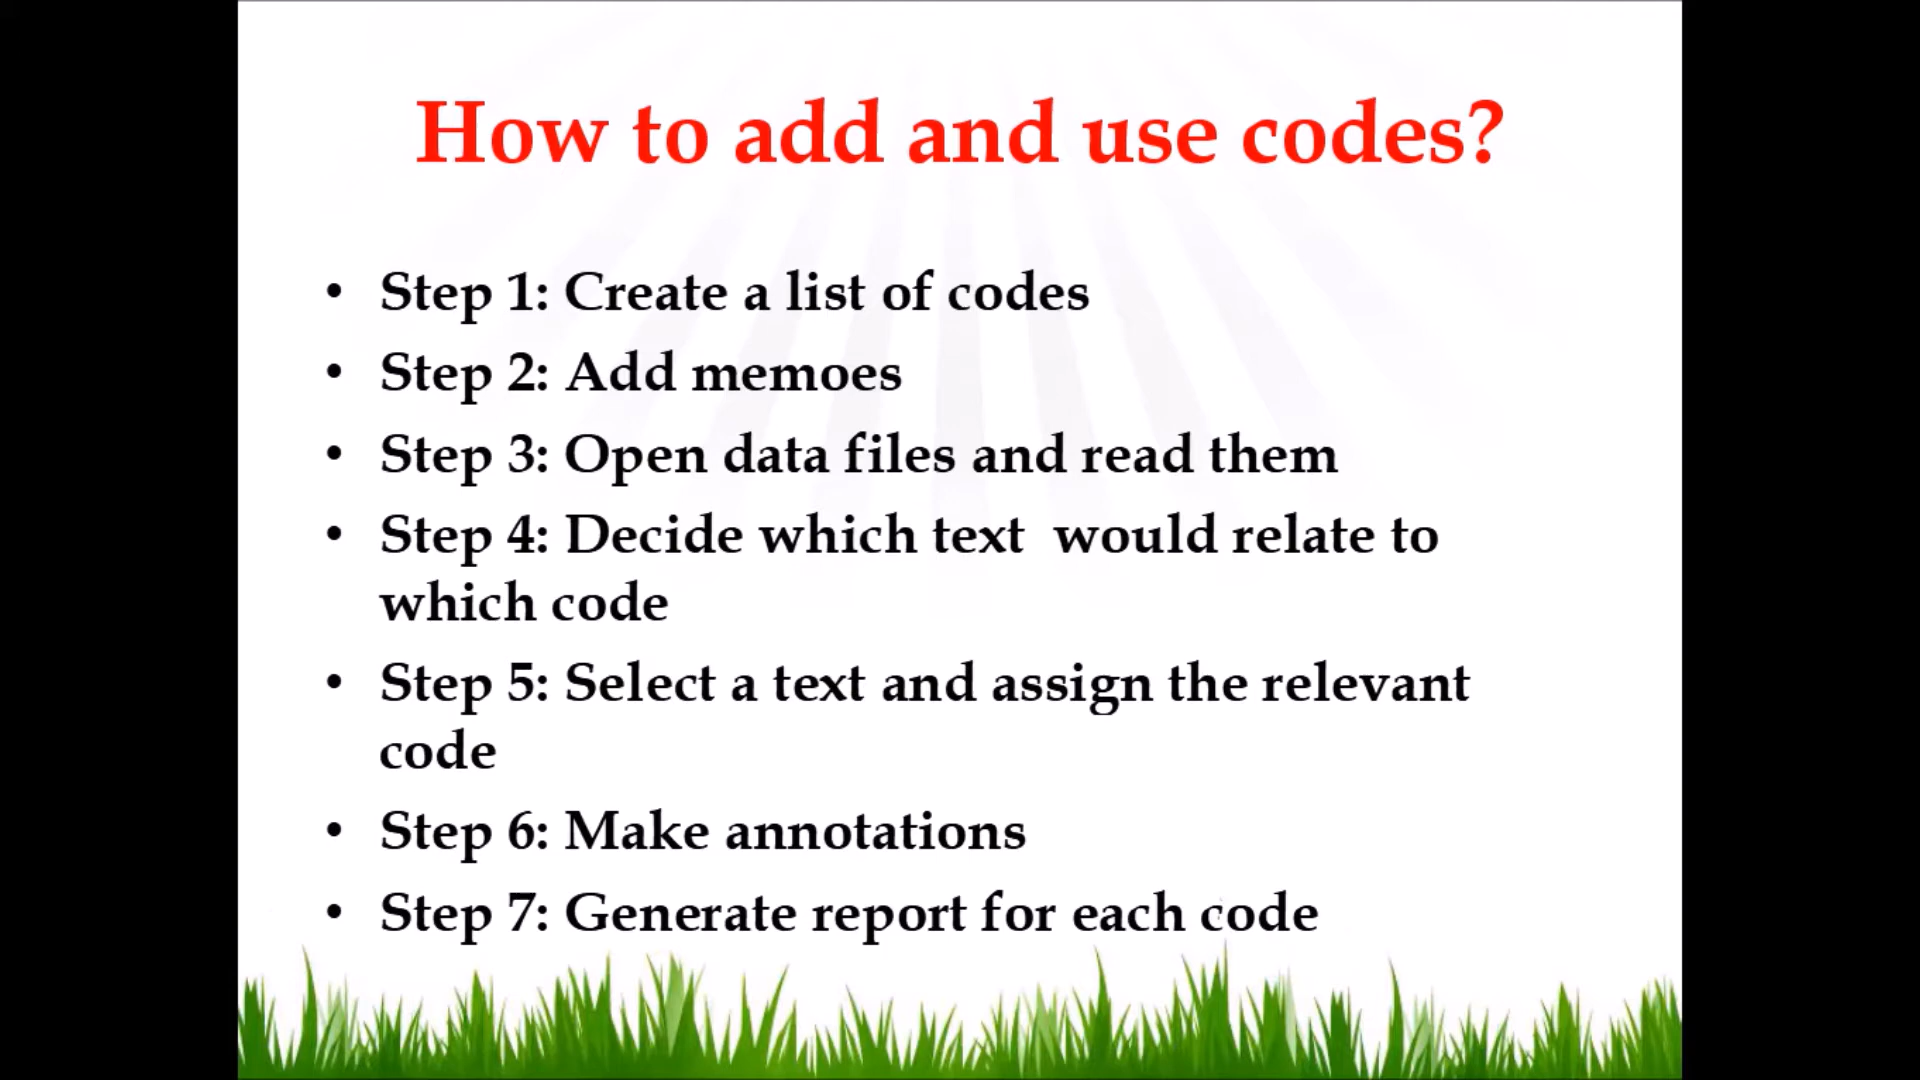 How to add and use codes?
• Step 1: Create a list of codes
• Step 2: Add memoes
• Step 3: Open data files and read them
• Step 4: Decide which text  would relate to
which code
• Step 5: Select a text and assign the relevant
code
• Step 6: Make annotations
• Step 7: Generate report for each code